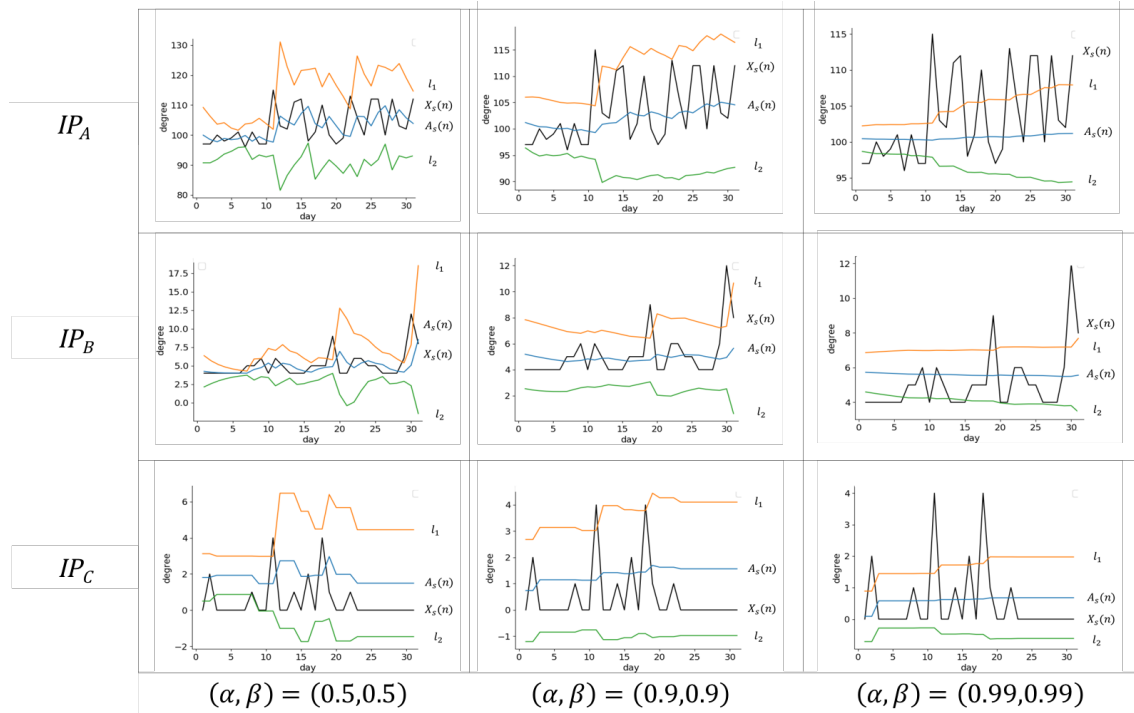 IP_A
130
120
110
100
90
80
degree
0 5 10 15 20 25 30
day
l_1
X_s(n)
A_s(n)
l_2
115
110
105
100
95
90
degree
0 5 10 15 20 25 30
day
l_1
X_s(n)
A_s(n)
l_2
115
110
105
100
95
degree
0 5 10 15 20 25 30
day
X_s(n)
l_1
A_s(n)
l_2
IP_B
17.5
15.0
12.5
10.0
7.5
5.0
2.5
0.0
degree
0 5 10 15 20 25 30
day
l_1
A_s(n)
X_s(n)
l_2
12
10
8
6
4
2
degree
0 5 10 15 20 25 30
day
l_1
X_s(n)
A_s(n)
l_2
12
10
8
6
4
degree
0 5 10 15 20 25 30
day
X_s(n)
l_1
A_s(n)
l_2
IP_C
6
4
2
0
−2
degree
0 5 10 15 20 25 30
day
l_1
A_s(n)
X_s(n)
l_2
5
4
3
2
1
0
−1
degree
0 5 10 15 20 25 30
day
l_1
A_s(n)
X_s(n)
l_2
4
3
2
1
0
degree
0 5 10 15 20 25 30
day
l_1
A_s(n)
X_s(n)
l_2
(α, β) = (0.5,0.5)
(α, β) = (0.9,0.9)
(α, β) = (0.99,0.99)